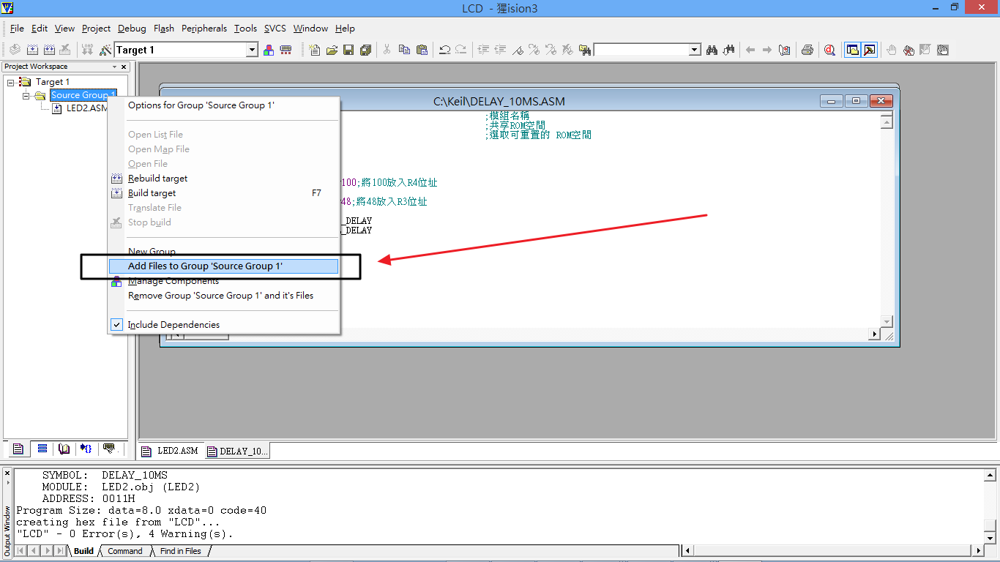 LCD - 猩ision3
File Edit View Project Debug Flash Peripherals Tools SVCS Window Help
LOAD Target 1
Project Workspace
Target 1
Source Group 1
LED2.ASM
Options for Group 'Source Group 1'
Open List File
Open Map File
Open File
Rebuild target
Build target F7
Translate File
Stop build
New Group
Add Files to Group 'Source Group 1'
Manage Components
Remove Group 'Source Group 1' and it's Files
Include Dependencies
C:\Keil\DELAY_10MS.ASM
;模組名稱
;共享ROM空間
;選取可重置的 ROM空間
100;將100放入R4位址
48;將48放入R3位址
_DELAY
_DELAY
LED2.ASM DELAY_10...
Output Window
SYMBOL: DELAY_10MS
MODULE: LED2.obj (LED2)
ADDRESS: 0011H
Program Size: data=8.0 xdata=0 code=40
creating hex file from "LCD"...
"LCD" - 0 Error(s), 4 Warning(s).
Build Command Find in Files